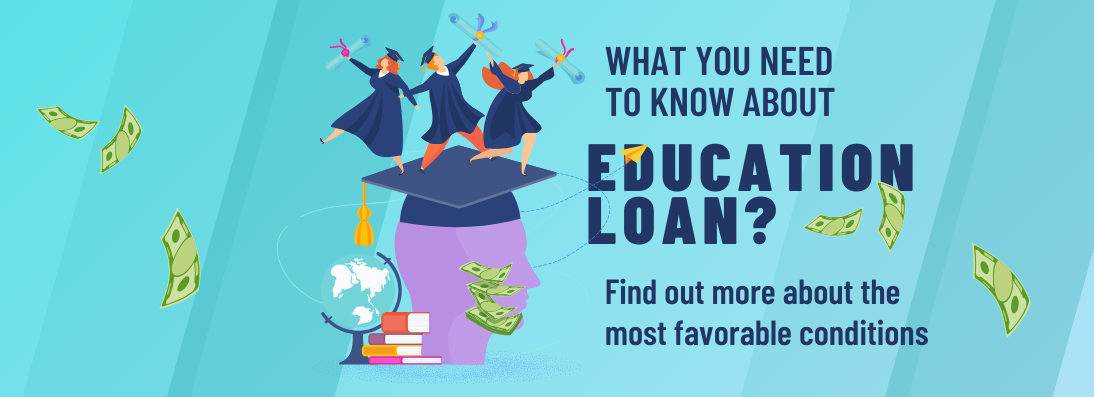 WHAT YOU NEED
TO KNOW ABOUT
EDUCATION
LOAN?
Find out more about the
most favorable conditions